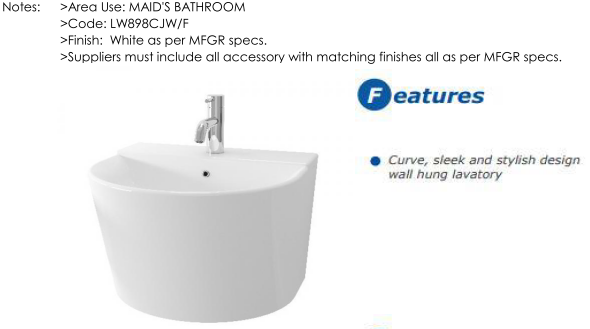 Notes: >Area Use: MAID'S BATHROOM
>Code: LW898CJW/F
>Finish: White as per MFGR specs.
>Suppliers must include all accessory with matching finishes all as per MFGR specs.
Features
Curve, sleek and stylish design
wall hung lavatory